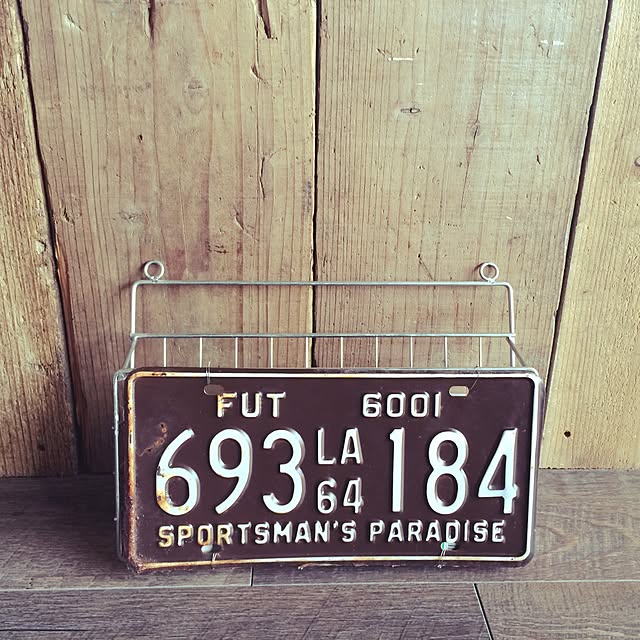 FUT 6001
693 LA 64 184
SPORTSMAN'S PARADISE